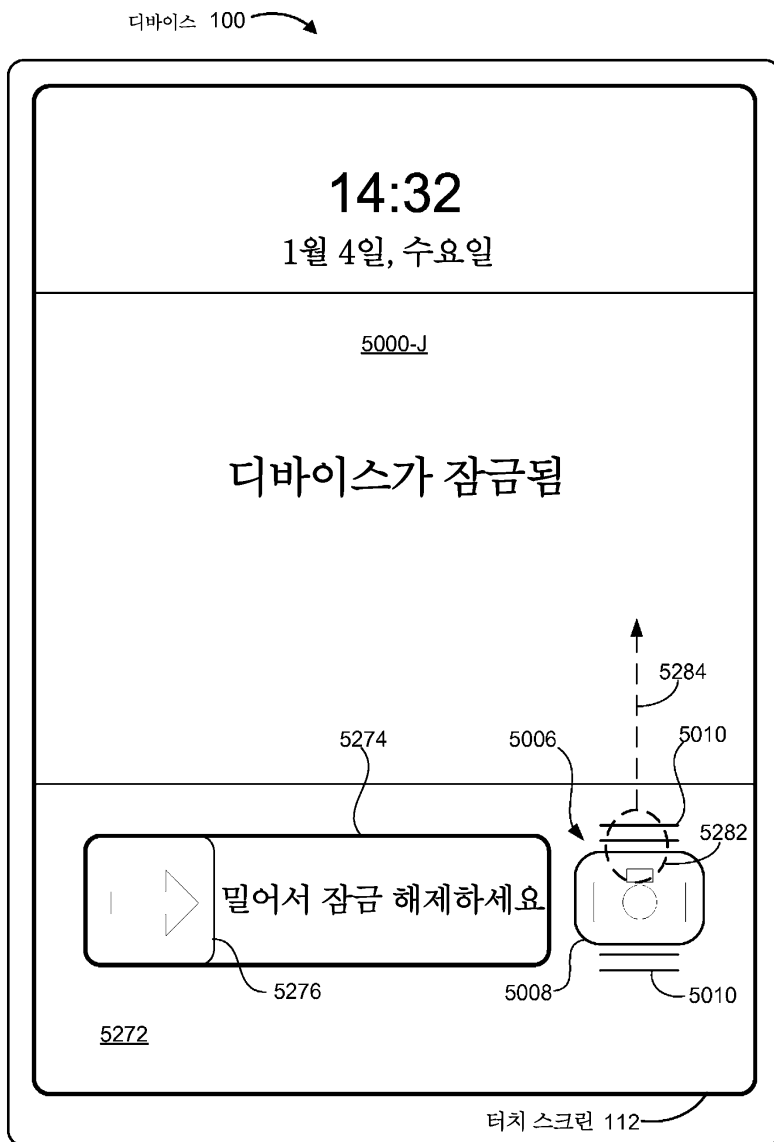 디바이스 100
14:32
1월 4일, 수요일
5000-J
디바이스가 잠금됨
5284
5274
5006
5010
5282
밀어서 잠금 해제하세요
5276
5008
5010
5272
터치 스크린 112